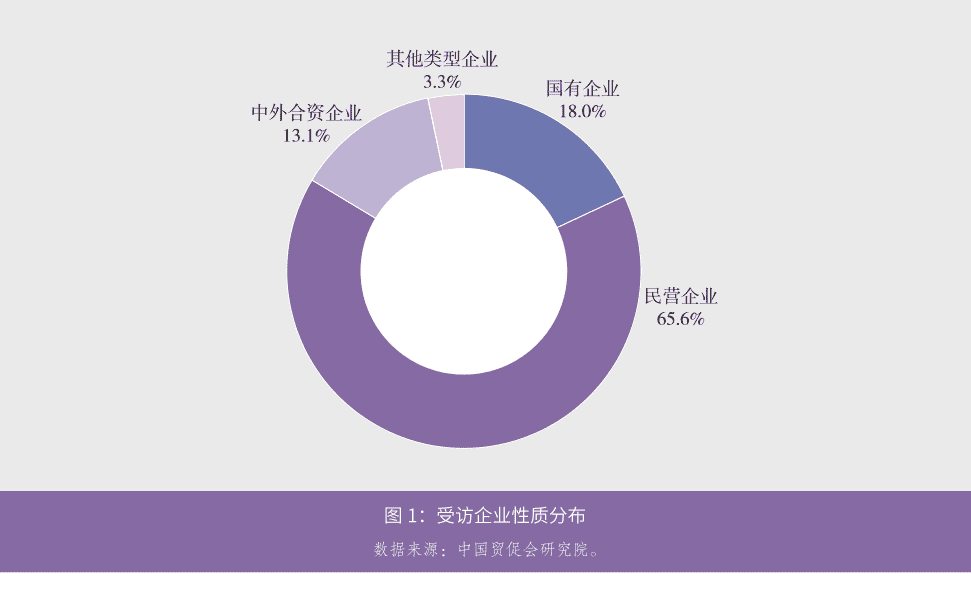 其他类型企业
3.3%
国有企业
18.0%
中外合资企业
13.1%
民营企业
65.6%
图 1：受访企业性质分布
数据来源：中国贸促会研究院。